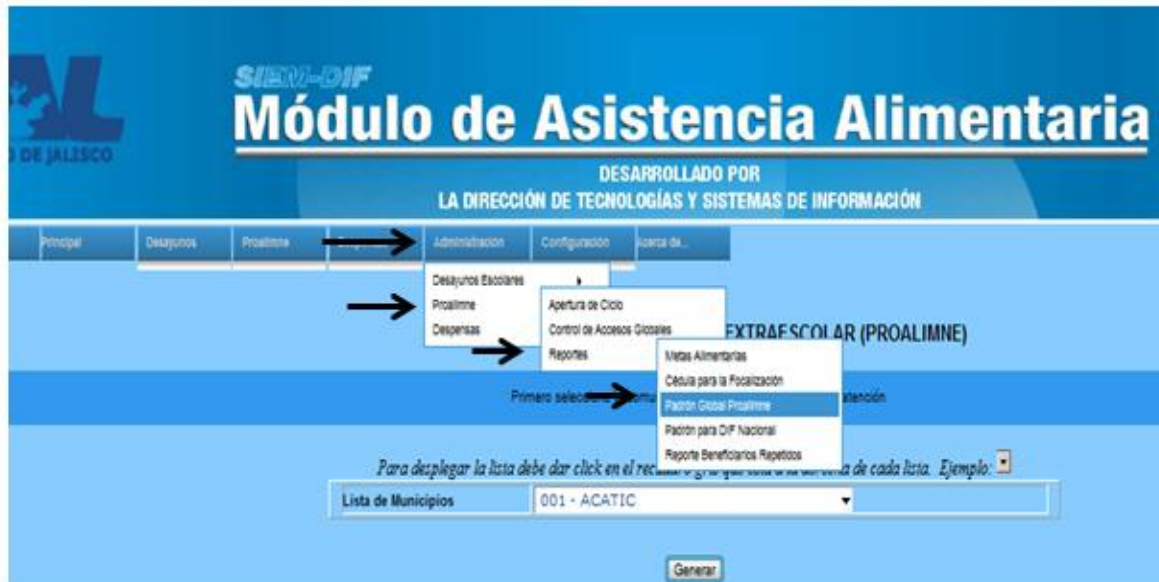 SIEM-DIF
Módulo de Asistencia Alimentaria
O DE JALISCO
DESARROLLADO POR
LA DIRECCIÓN DE TECNOLOGÍAS Y SISTEMAS DE INFORMACIÓN
Principal Desayunos Proalimne Administración Configuración Acerca de...
Desayunos Escolares
Proalimne
Despensas
Apertura de Ciclo
Control de Accesos Globales
Reportes
EXTRAESCOLAR (PROALIMNE)
Metas Alimentarias
Cédula para la Focalización
Padrón Global Proalimne
Padrón para DIF Nacional
Reporte Beneficiarios Repetidos
Primero atención
Para desplegar la lista debe dar click en el de cada lista. Ejemplo:
Lista de Municipios 001 - ACATIC
Generar